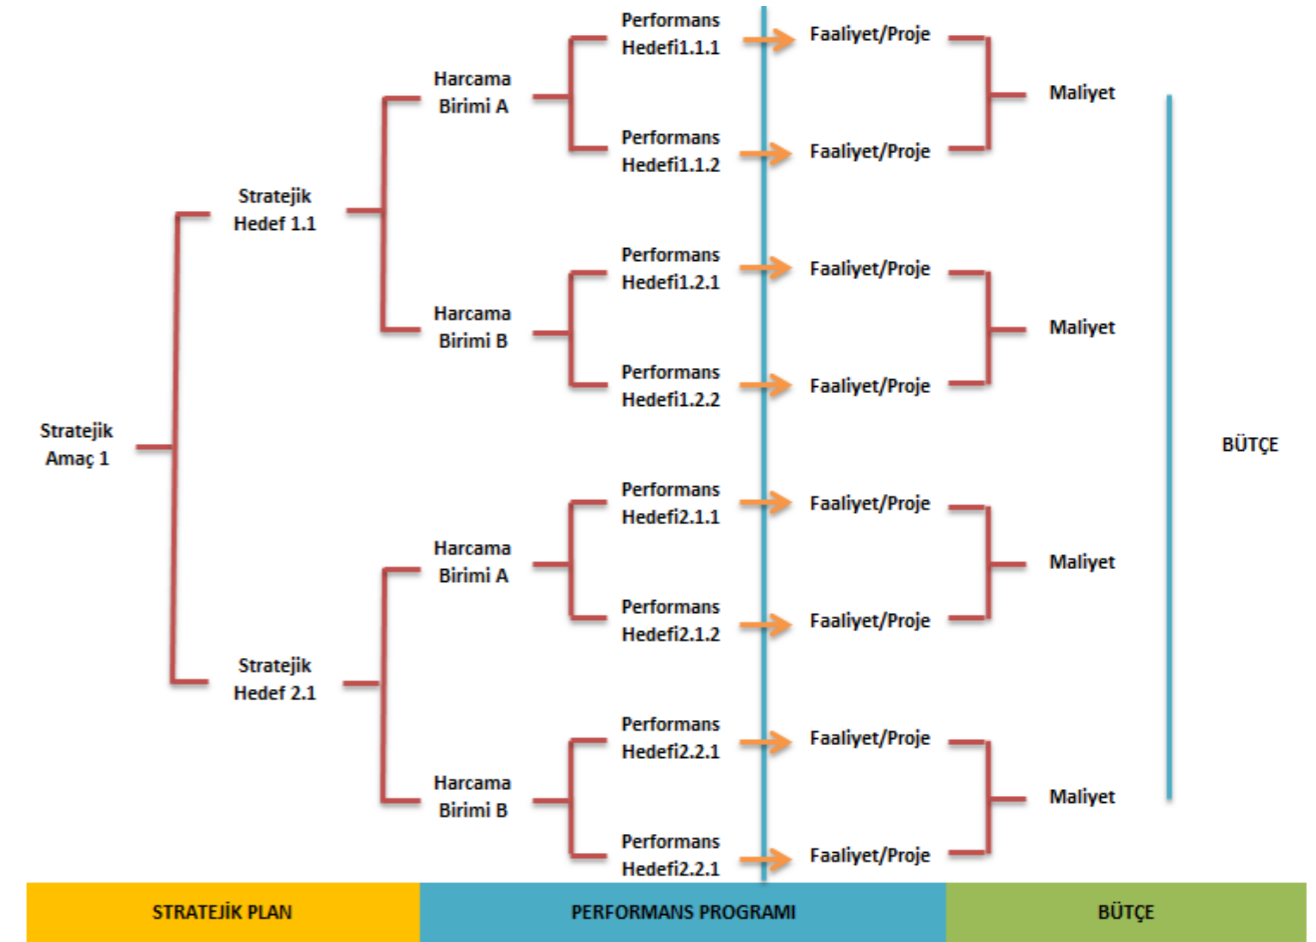 Performans
Hedefi1.1.1
Faaliyet/Proje
Harcama
Birimi A
Maliyet
Performans
Hedefi1.1.2
Faaliyet/Proje
Stratejik
Hedef 1.1
Performans
Hedefi1.2.1
Faaliyet/Proje
Harcama
Birimi B
Maliyet
Performans
Hedefi1.2.2
Faaliyet/Proje
Stratejik
Amaç 1
BÜTÇE
Performans
Hedefi2.1.1
Faaliyet/Proje
Harcama
Birimi A
Maliyet
Performans
Hedefi2.1.2
Faaliyet/Proje
Stratejik
Hedef 2.1
Performans
Hedefi2.2.1
Faaliyet/Proje
Harcama
Birimi B
Maliyet
Performans
Hedefi2.2.1
Faaliyet/Proje
STRATEJİK PLAN
PERFORMANS PROGRAMI
BÜTÇE